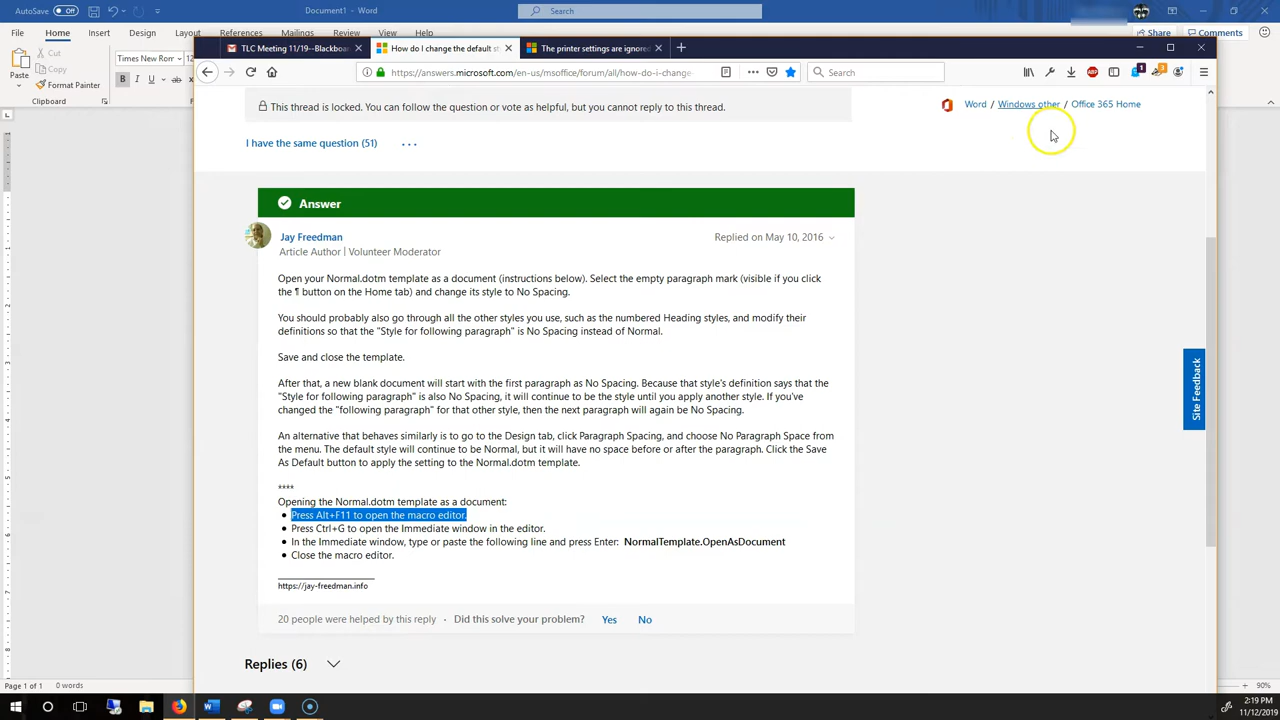 AutoSave Off Document1 - Word Search
File Home Insert Draw Design Layout References Mailings Review View Help Share Comments
TLC Meeting 11/19--Blackboard How do I change the default st The printer settings are ignored
https://answers.microsoft.com/en-us/msoffice/forum/all/how-do-i-change Search
Paste Cut
Copy
Format Painter
Clipboard
Times New Rom
B I U ab
This thread is locked. You can follow the question or vote as helpful, but you cannot reply to this thread.
Word / Windows other / Office 365 Home
I have the same question (51) ...
Answer
Jay Freedman Replied on May 10, 2016
Article Author | Volunteer Moderator
Open your Normal.dotm template as a document (instructions below). Select the empty paragraph mark (visible if you click
the ¶ button on the Home tab) and change its style to No Spacing.
You should probably also go through all the other styles you use, such as the numbered Heading styles, and modify their
definitions so that the "Style for following paragraph" is No Spacing instead of Normal.
Save and close the template.
After that, a new blank document will start with the first paragraph as No Spacing. Because that style's definition says that the
"Style for following paragraph" is also No Spacing, it will continue to be the style until you apply another style. If you've
changed the "following paragraph" for that other style, then the next paragraph will again be No Spacing.
An alternative that behaves similarly is to go to the Design tab, click Paragraph Spacing, and choose No Paragraph Space from
the menu. The default style will continue to be Normal, but it will have no space before or after the paragraph. Click the Save
As Default button to apply the setting to the Normal.dotm template.
****
Opening the Normal.dotm template as a document:
• Press Alt+F11 to open the macro editor.
• Press Ctrl+G to open the Immediate window in the editor.
• In the Immediate window, type or paste the following line and press Enter: NormalTemplate.OpenAsDocument
• Close the macro editor.
https://jay-freedman.info
20 people were helped by this reply · Did this solve your problem? Yes No
Replies (6)
Site Feedback
Page 1 of 1 0 words 90%
2:19 PM
11/12/2019